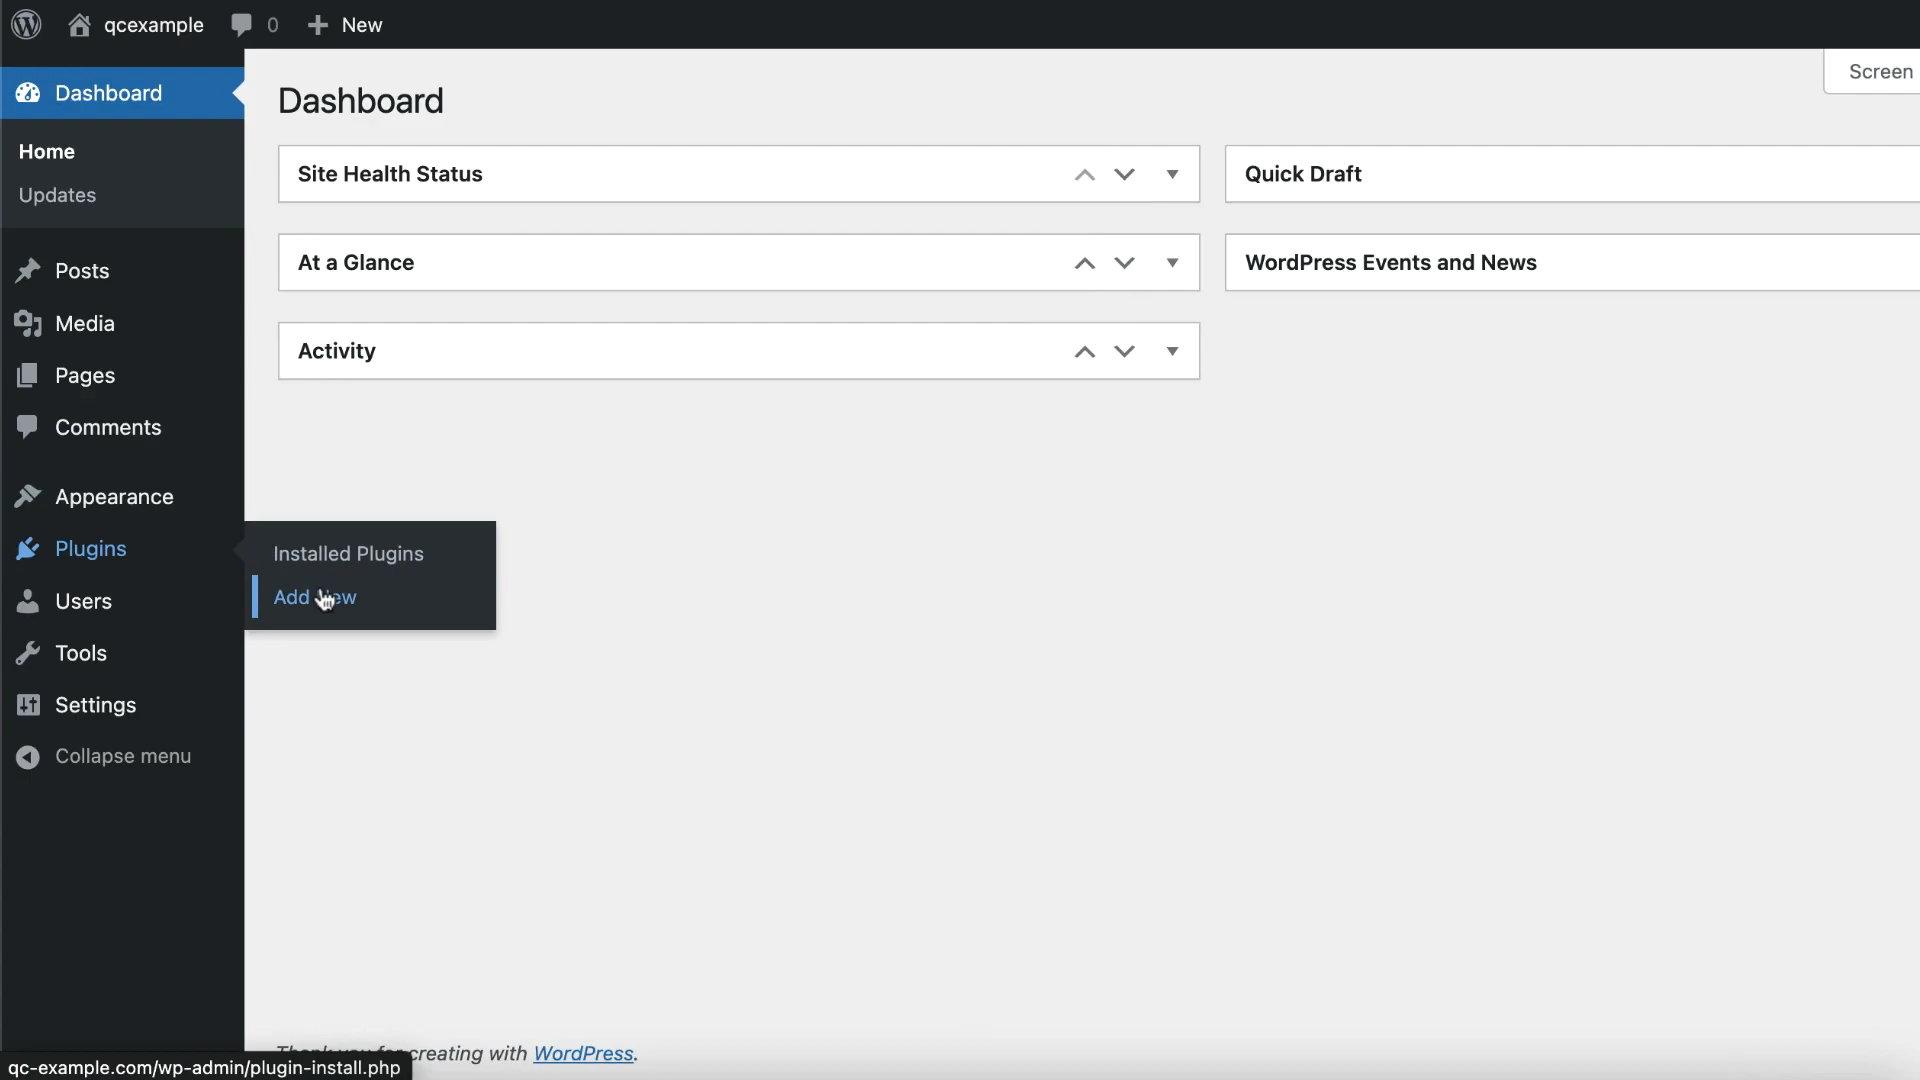 qcexample 0 New
Screen
Dashboard
Home
Updates
Posts
Media
Pages
Comments
Appearance
Plugins
Users
Tools
Settings
Collapse menu
Installed Plugins
Add
Dashboard
Site Health Status
At a Glance
Activity
Quick Draft
WordPress Events and News
creating with WordPress.
qc-example.com/wp-admin/plugin-install.php